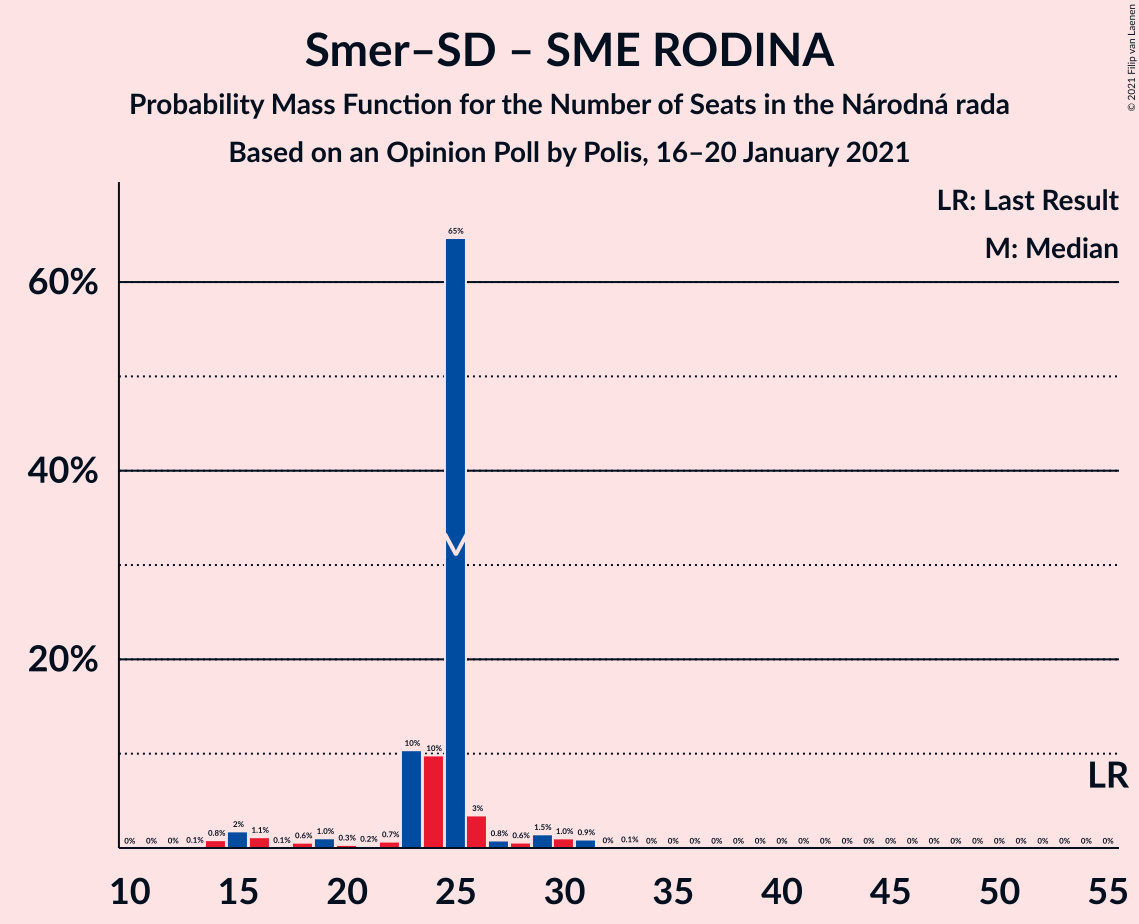 Smer–SD – SME RODINA
Probability Mass Function for the Number of Seats in the Národná rada
Based on an Opinion Poll by Polis, 16–20 January 2021
© 2021 Filip van Laenen
LR: Last Result
M: Median
60%
40%
20%
0% 0% 0% 0.1% 0.8% 2% 1.1% 0.1% 0.6% 1.0% 0.3% 0.2% 0.7% 10% 10% 65% 3% 0.8% 0.6% 1.5% 1.0% 0.9% 0% 0.1% 0% 0% 0% 0% 0% 0% 0% 0% 0% 0% 0% 0% 0% 0% 0% 0% 0% 0% 0% 0% 0% 0%
M
LR
10 15 20 25 30 35 40 45 50 55